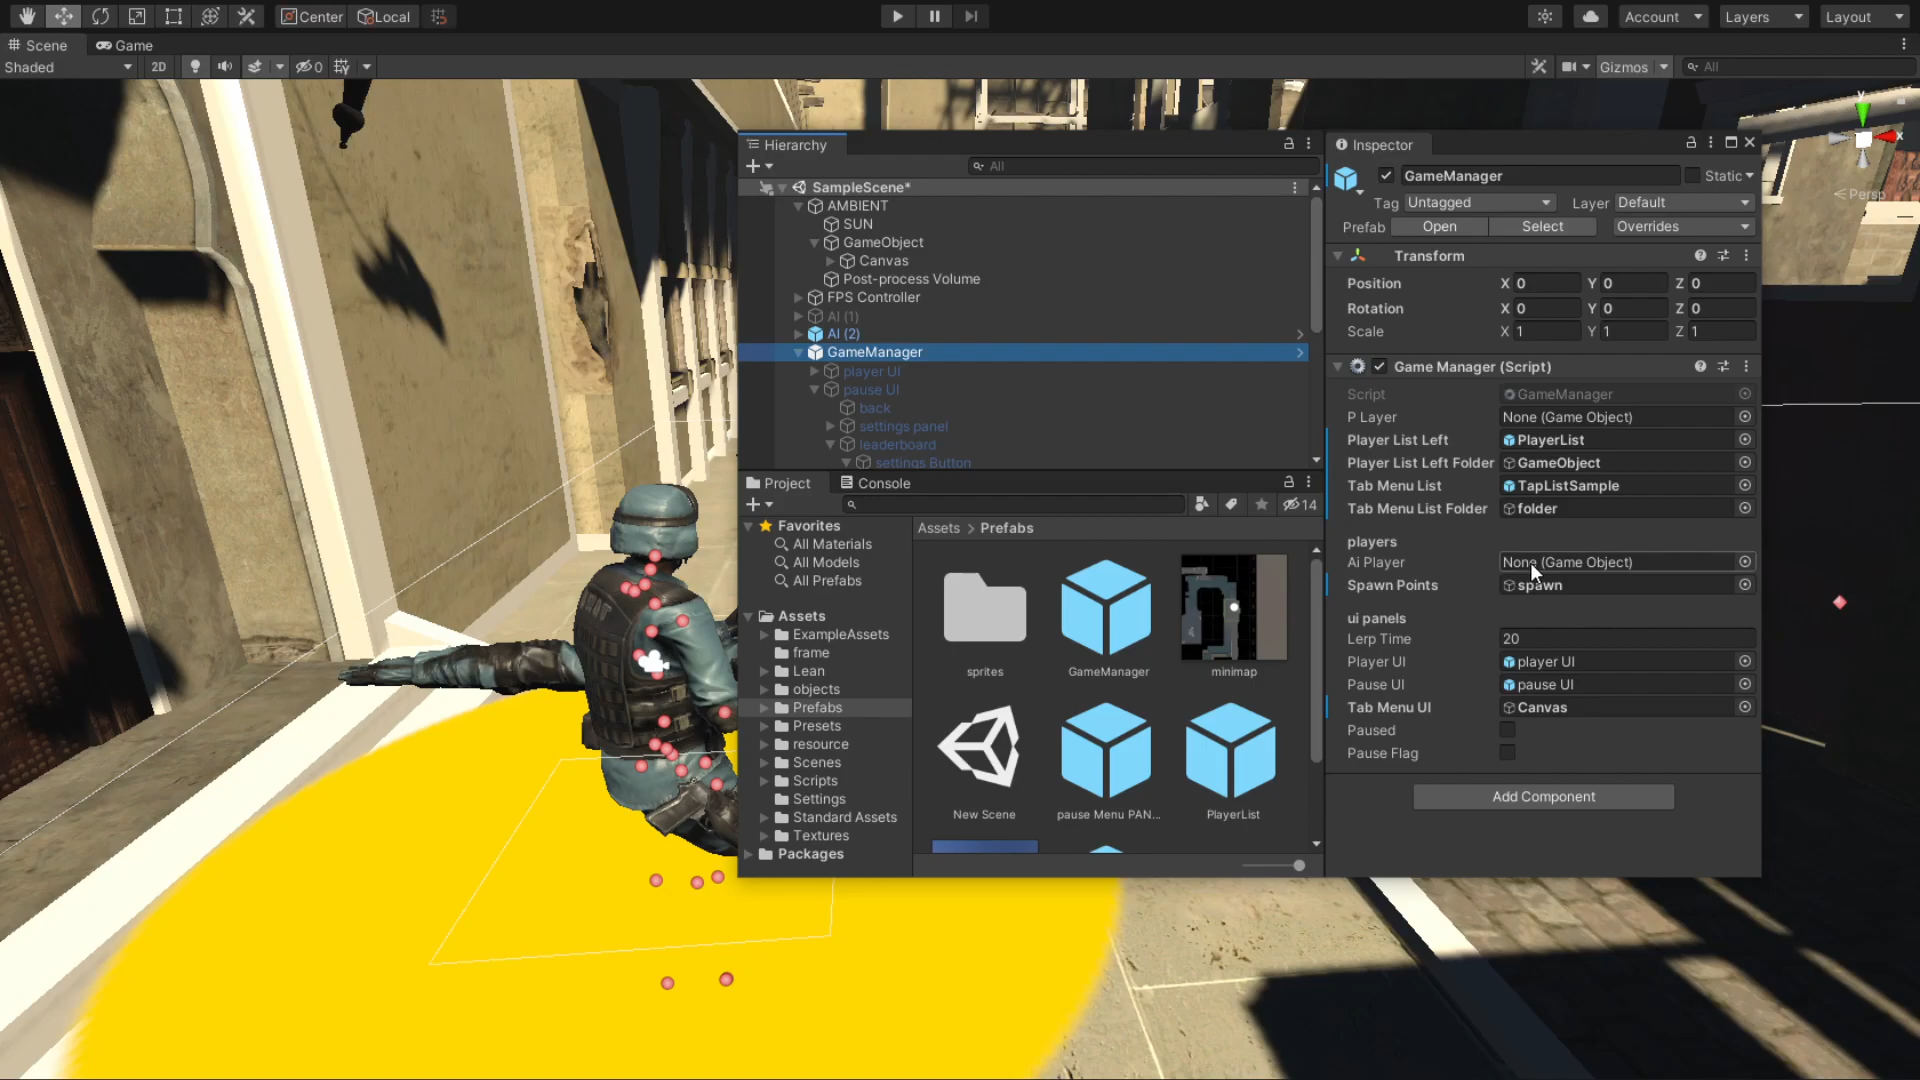 Center
Local
Account
Layers
Layout
Scene
Game
Shaded
2D
0
Gizmos
All
y
x
Persp
Hierarchy
All
SampleScene*
AMBIENT
SUN
GameObject
Canvas
Post-process Volume
FPS Controller
AI (1)
AI (2)
GameManager
player UI
pause UI
back
settings panel
leaderboard
settings Button
Project
Console
14
Favorites
All Materials
All Models
All Prefabs
Assets
ExampleAssets
frame
Lean
objects
Prefabs
Presets
resource
Scenes
Scripts
Settings
Standard Assets
Textures
Packages
Assets > Prefabs
sprites
GameManager
minimap
New Scene
pause Menu PAN...
PlayerList
Inspector
GameManager
Static
Tag Untagged Layer Default
Prefab Open Select Overrides
Transform
Position X 0 Y 0 Z 0
Rotation X 0 Y 0 Z 0
Scale X 1 Y 1 Z 1
Game Manager (Script)
Script GameManager
P Layer None (Game Object)
Player List Left PlayerList
Player List Left Folder GameObject
Tab Menu List TapListSample
Tab Menu List Folder folder
players
Ai Player None (Game Object)
Spawn Points spawn
ui panels
Lerp Time 20
Player UI player UI
Pause UI pause UI
Tab Menu UI Canvas
Paused
Pause Flag
Add Component